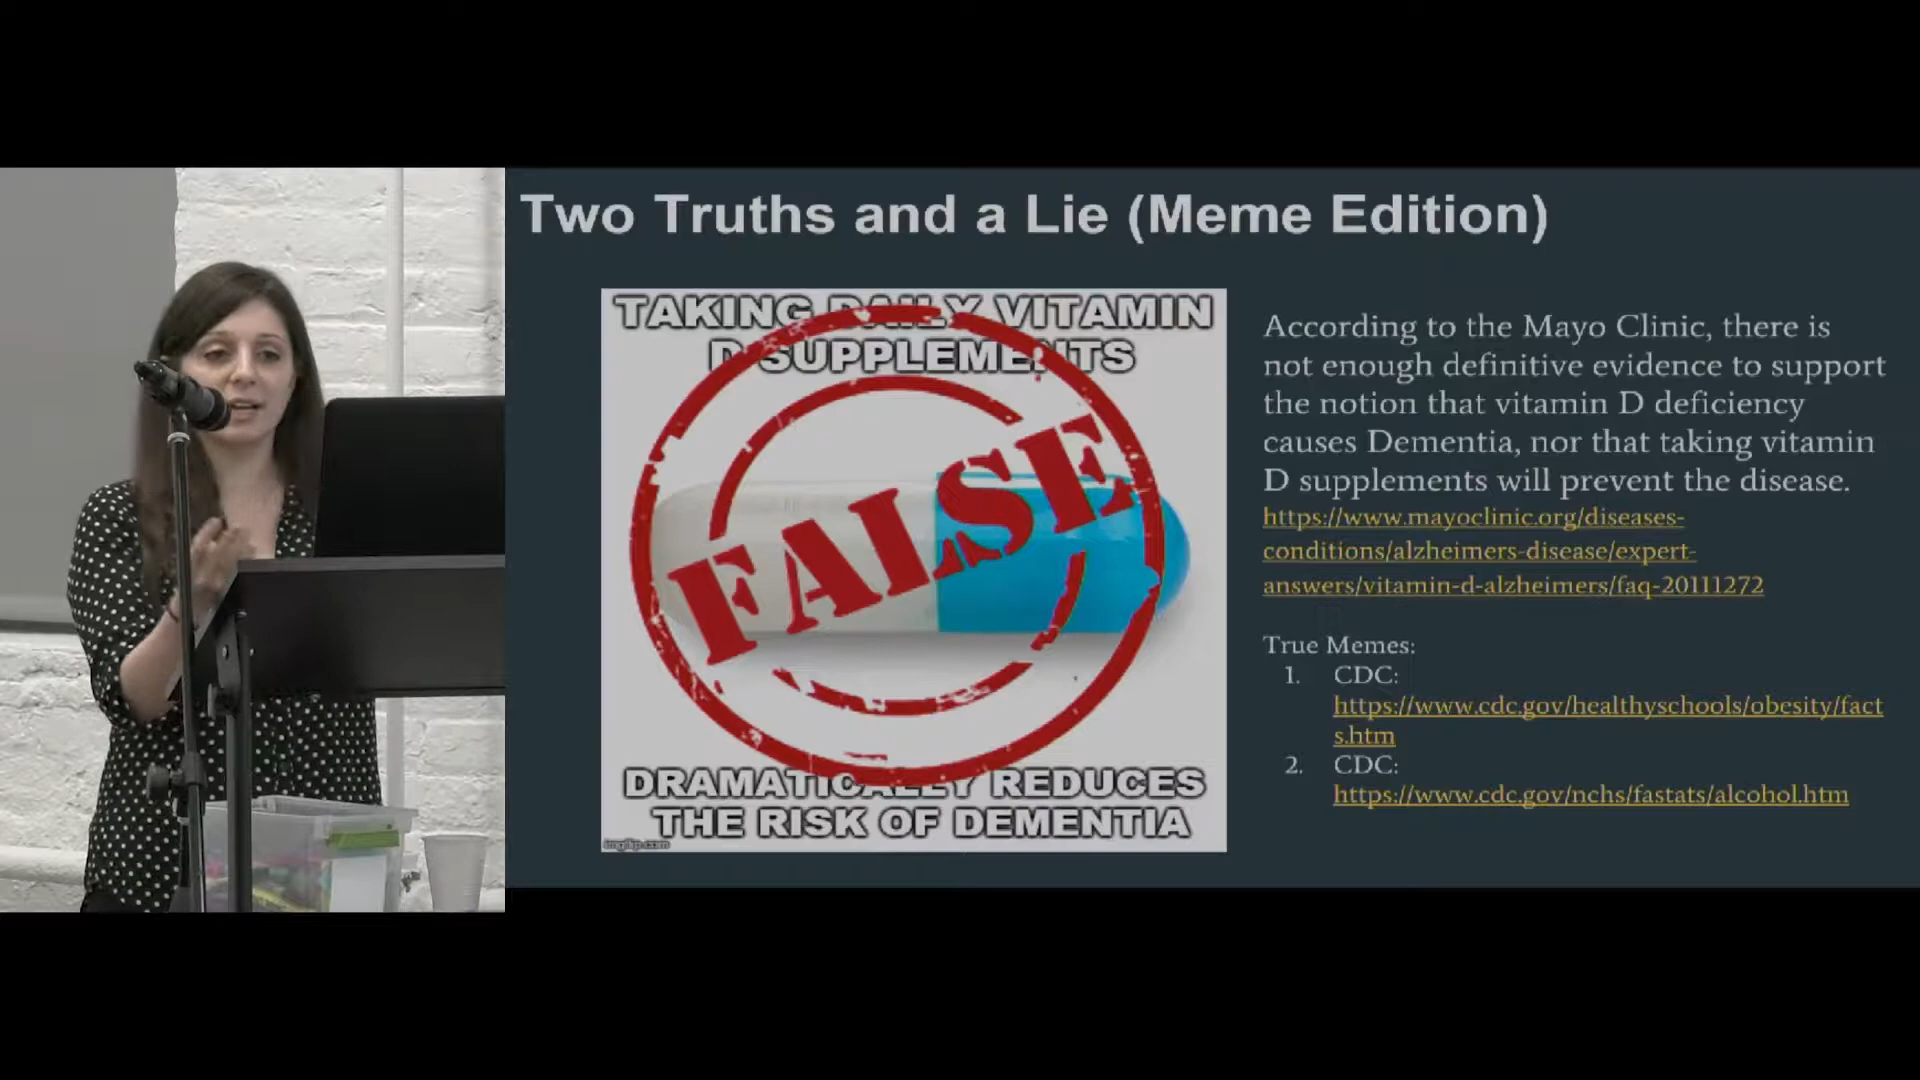 Two Truths and a Lie (Meme Edition)
TAKING DAILY VITAMIN
D SUPPLEMENTS
FALSE
DRAMATICALLY REDUCES
THE RISK OF DEMENTIA
imgflip.com
According to the Mayo Clinic, there is
not enough definitive evidence to support
the notion that vitamin D deficiency
causes Dementia, nor that taking vitamin
D supplements will prevent the disease.
https://www.mayoclinic.org/diseases-
conditions/alzheimers-disease/expert-
answers/vitamin-d-alzheimers/faq-20111272
True Memes:
1. CDC:
https://www.cdc.gov/healthyschools/obesity/fact
s.htm
2. CDC:
https://www.cdc.gov/nchs/fastats/alcohol.htm